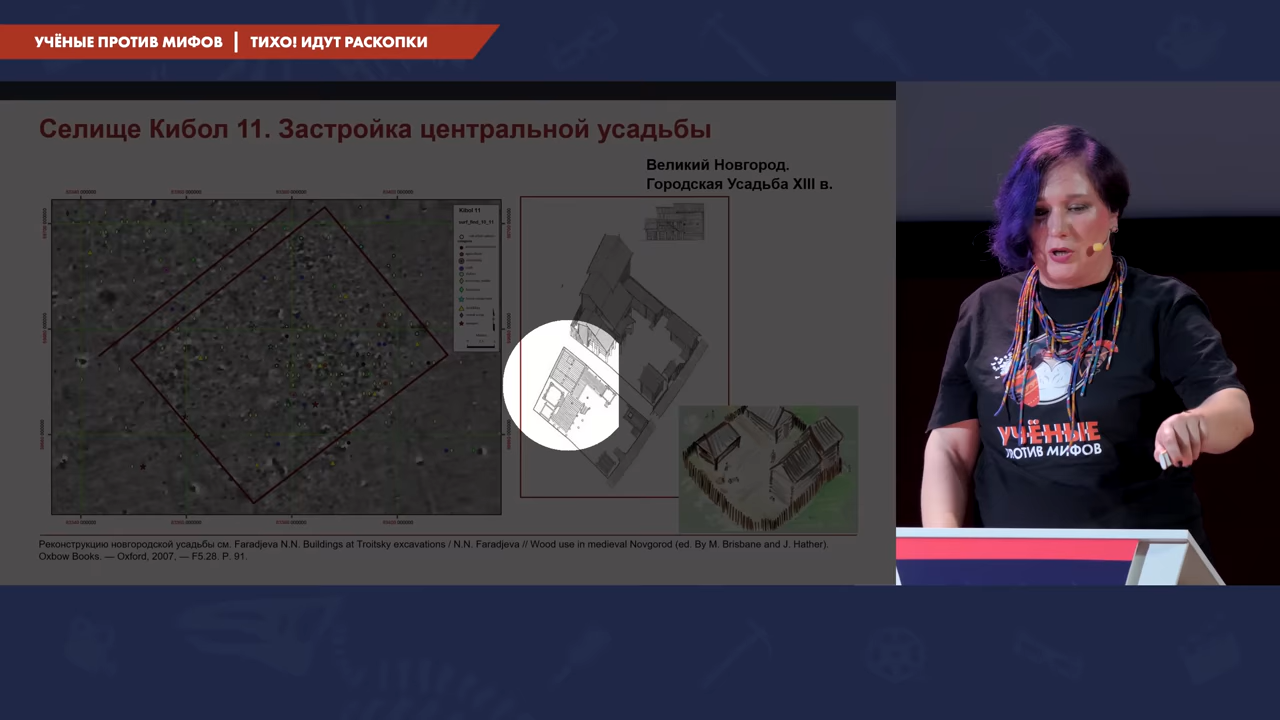 УЧЁНЫЕ ПРОТИВ МИФОВ | ТИХО! ИДУТ РАСКОПКИ
Селище Кибол 11. Застройка центральной усадьбы
Великий Новгород.
Городская Усадьба XIII в.
Kibol 11
Реконструкцию новгородской усадьбы см. Faradjeva N.N. Buildings at Troitsky excavations / N.N. Faradjeva // Wood use in medieval Novgorod (ed. By M. Brisbane and J. Hather).
Oxbow Books. — Oxford, 2007, — F5.28. P. 91.
УЧЁНЫЕ
ПРОТИВ МИФОВ